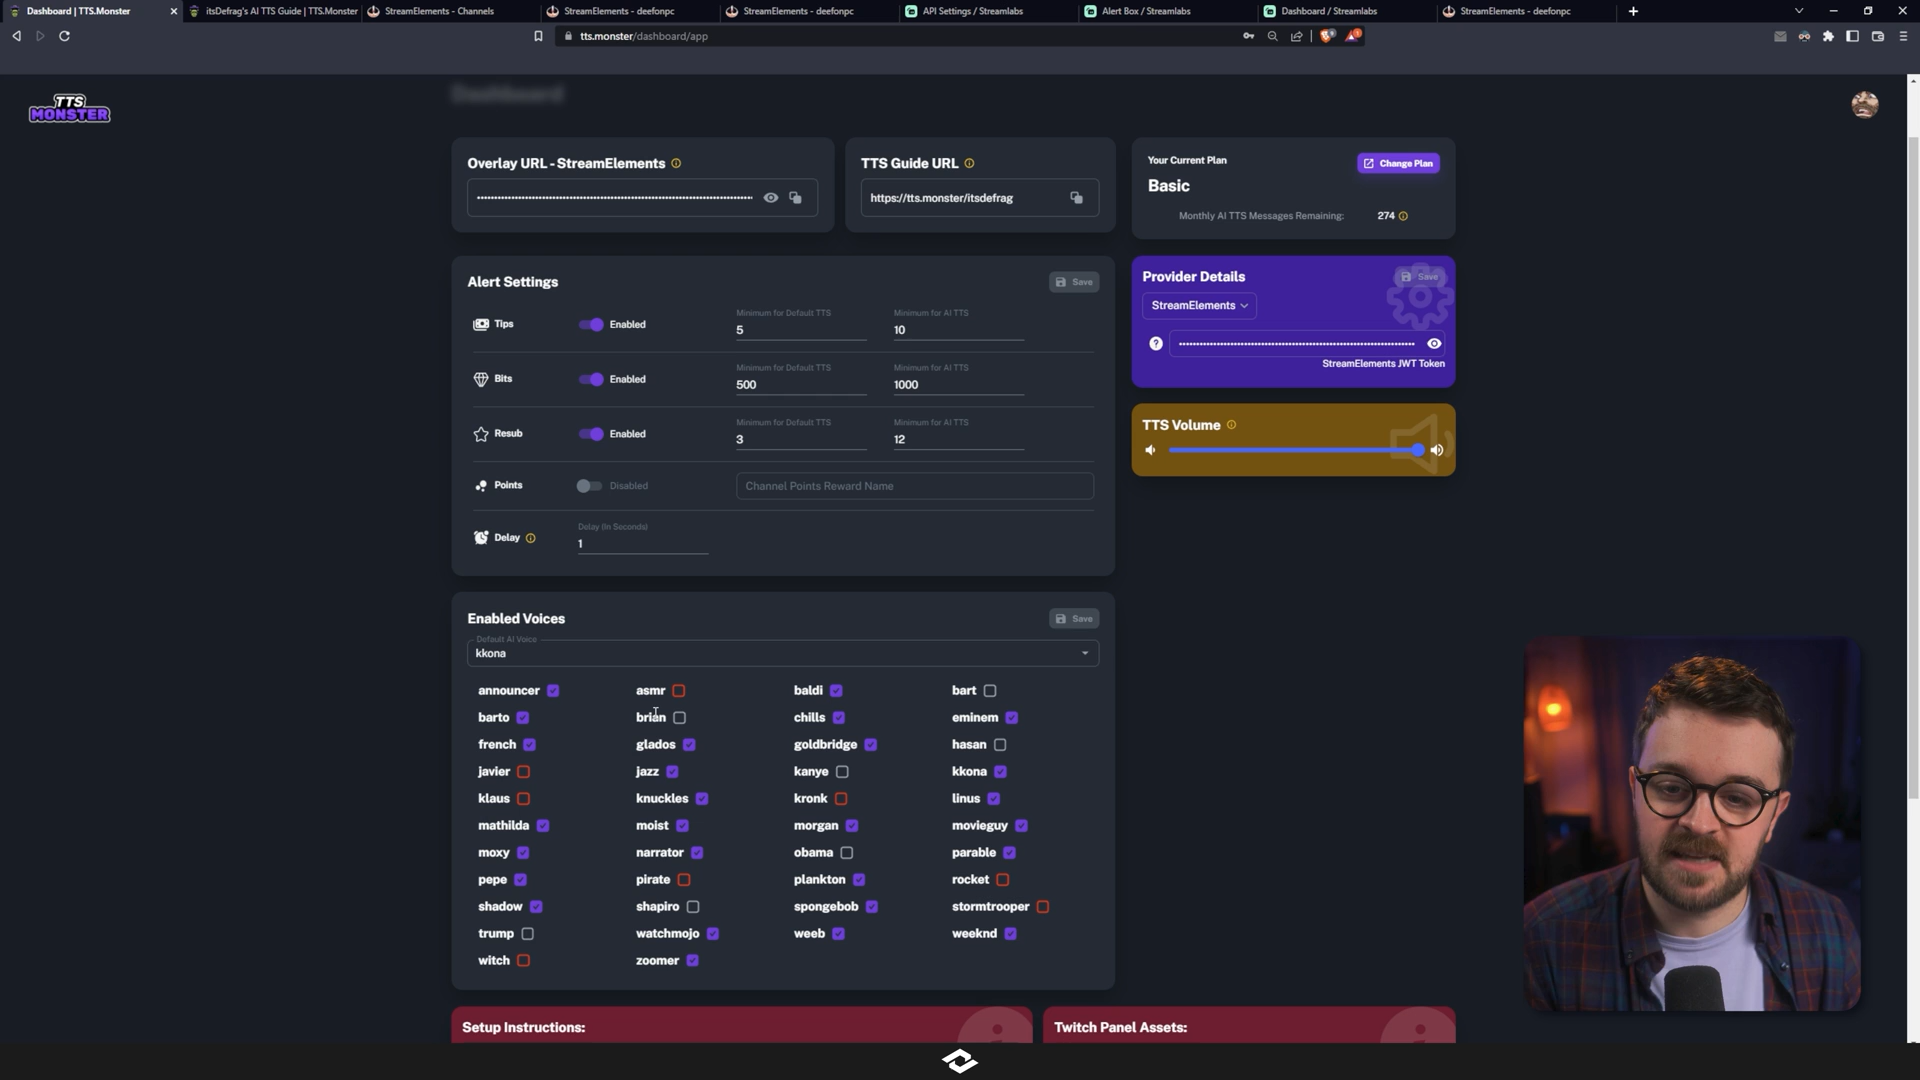 Dashboard | TTS.Monster
itsDefrag's AI TTS Guide | TTS.Monster
StreamElements - Channels
StreamElements - deefonpc
StreamElements - deefonpc
API Settings / Streamlabs
Alert Box / Streamlabs
Dashboard / Streamlabs
StreamElements - deefonpc
tts.monster/dashboard/app
TTS
MONSTER
Dashboard
Overlay URL - StreamElements
TTS Guide URL
https://tts.monster/itsdefrag
Your Current Plan
Change Plan
Basic
Monthly AI TTS Messages Remaining: 274
Alert Settings
Save
Tips
Enabled
Minimum for Default TTS
5
Minimum for AI TTS
10
Bits
Enabled
Minimum for Default TTS
500
Minimum for AI TTS
1000
Resub
Enabled
Minimum for Default TTS
3
Minimum for AI TTS
12
Points
Disabled
Channel Points Reward Name
Delay
Delay (In Seconds)
1
Provider Details
Save
StreamElements
StreamElements JWT Token
TTS Volume
Enabled Voices
Save
Default AI Voice
kkona
announcer asmr baldi bart
barto brian chills eminem
french glados goldbridge hasan
javier jazz kanye kkona
klaus knuckles kronk linus
mathilda moist morgan movieguy
moxy narrator obama parable
pepe pirate plankton rocket
shadow shapiro spongebob stormtrooper
trump watchmojo weeb weeknd
witch zoomer
Setup Instructions:
Twitch Panel Assets: